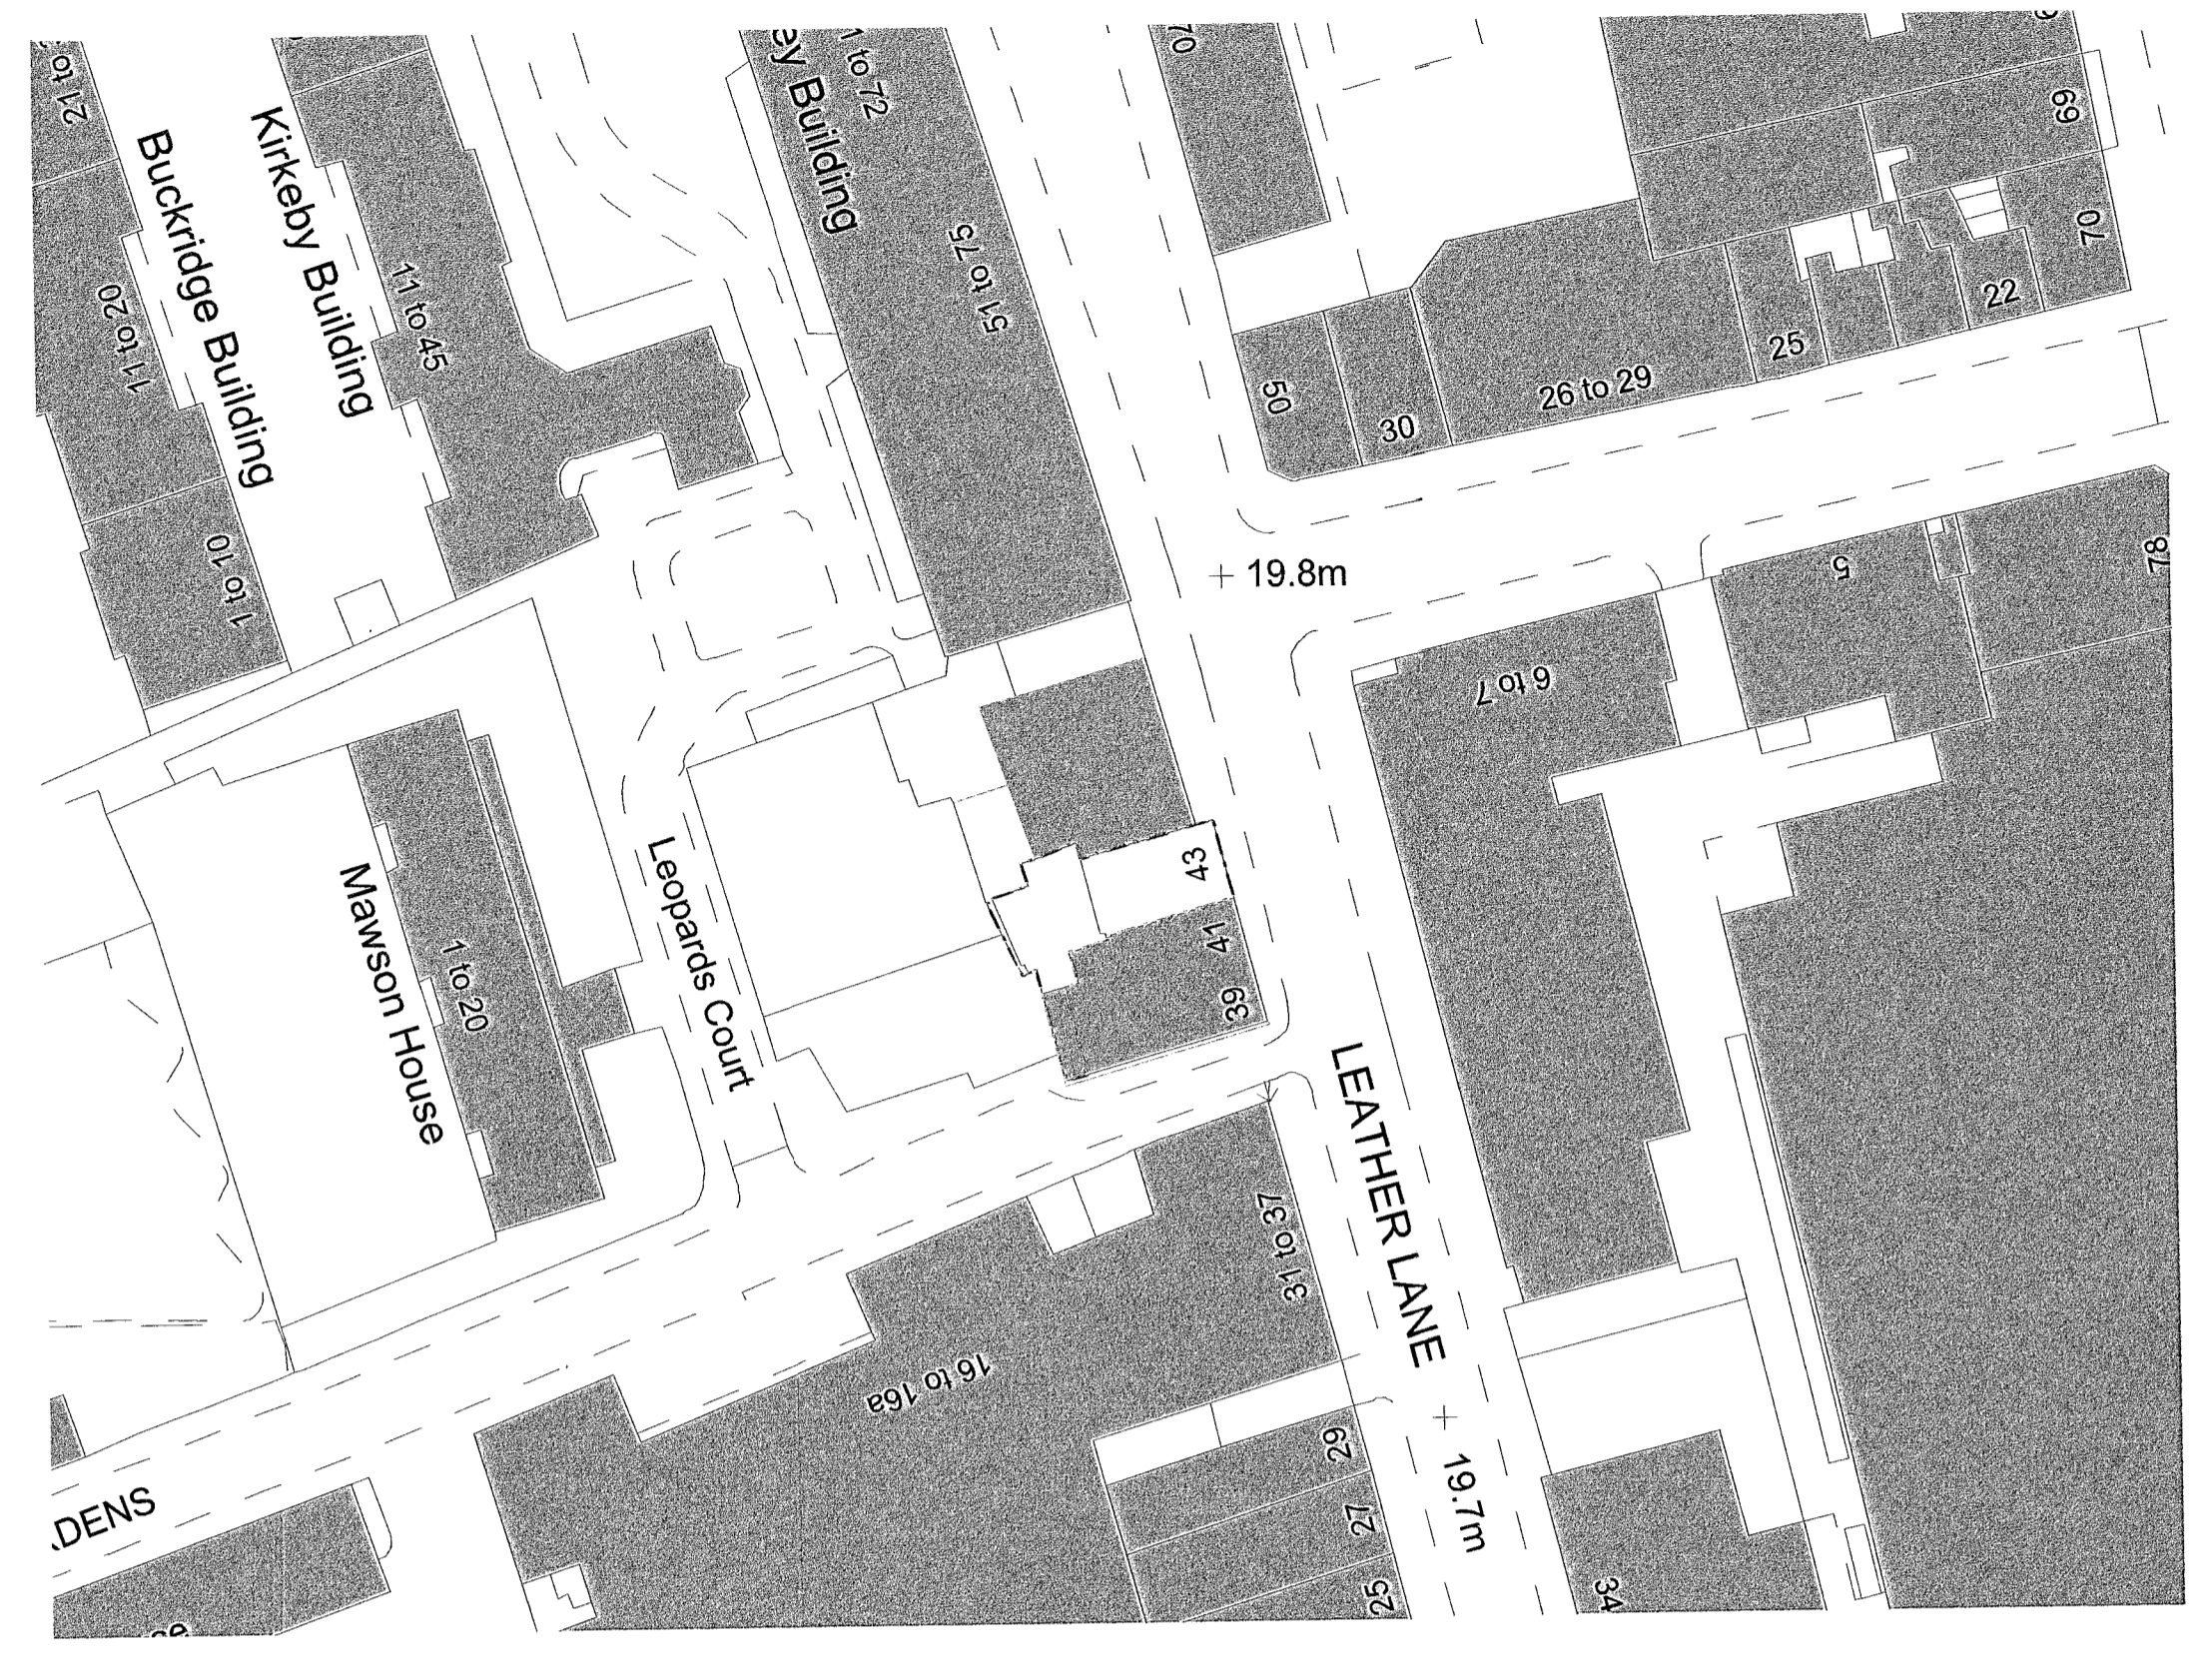 21 to
Buckridge Building
11 to 20
1 to 10
Kirkeby Building
11 to 45
ey Building
1 to 72
51 to 75
70
69
70
22
25
26 to 29
30
50
19.8m
5
78
6 to 7
43
41
39
Leopards Court
Mawson House
1 to 20
LEATHER LANE
31 to 37
16 to 16a
29
27
25
19.7m
34
DENS